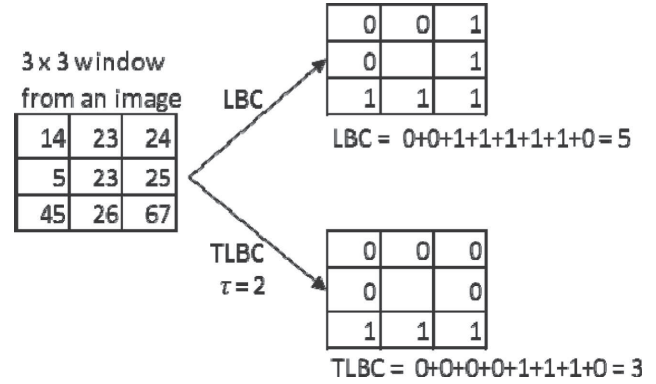 3 x 3 window
from an image
14 23 24
5 23 25
45 26 67
LBC
0 0 1
0 1
1 1 1
LBC = 0+0+1+1+1+1+1+0 = 5
TLBC
τ = 2
0 0 0
0 0
1 1 1
TLBC = 0+0+0+0+1+1+1+0 = 3